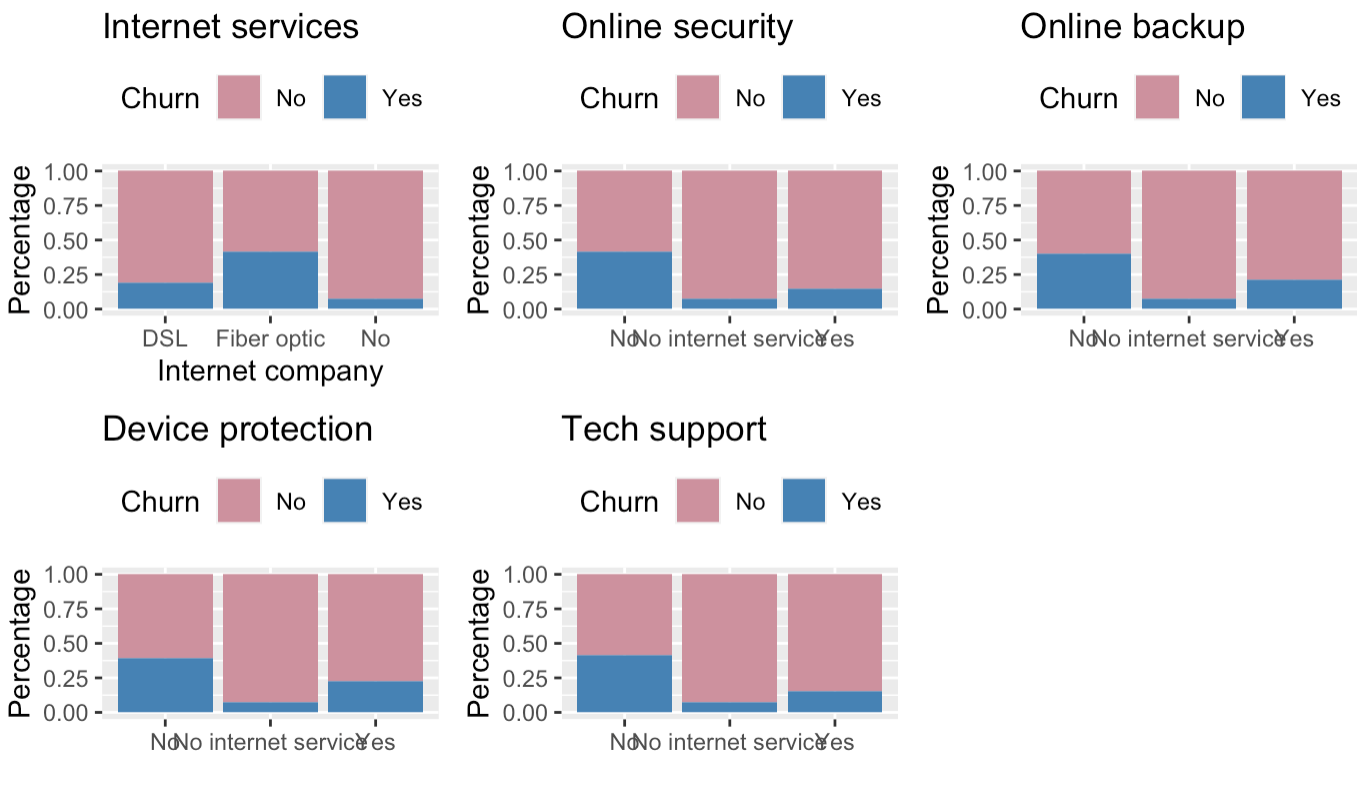 Internet services
Churn No Yes
Percentage
1.00
0.75
0.50
0.25
0.00
DSL Fiber optic No
Internet company
Online security
Churn No Yes
Percentage
1.00
0.75
0.50
0.25
0.00
No No internet service Yes
Online backup
Churn No Yes
Percentage
1.00
0.75
0.50
0.25
0.00
No No internet service Yes
Device protection
Churn No Yes
Percentage
1.00
0.75
0.50
0.25
0.00
No No internet service Yes
Tech support
Churn No Yes
Percentage
1.00
0.75
0.50
0.25
0.00
No No internet service Yes